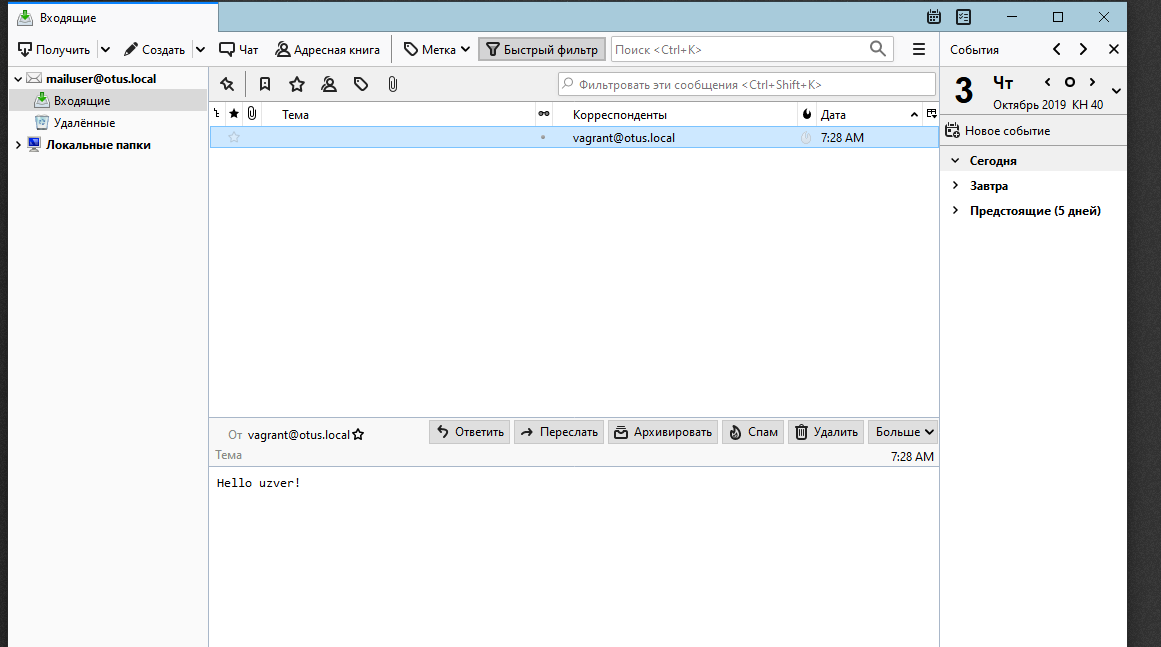 Входящие
Получить Создать Чат Адресная книга Метка Быстрый фильтр Поиск <Ctrl+K>
События
mailuser@otus.local
Входящие
Удалённые
Локальные папки
Фильтровать эти сообщения <Ctrl+Shift+K>
Тема Корреспонденты Дата
vagrant@otus.local 7:28 AM
От vagrant@otus.local Ответить Переслать Архивировать Спам Удалить Больше
Тема 7:28 AM
Hello uzver!
3 Чт
Октябрь 2019 КН 40
Новое событие
Сегодня
Завтра
Предстоящие (5 дней)